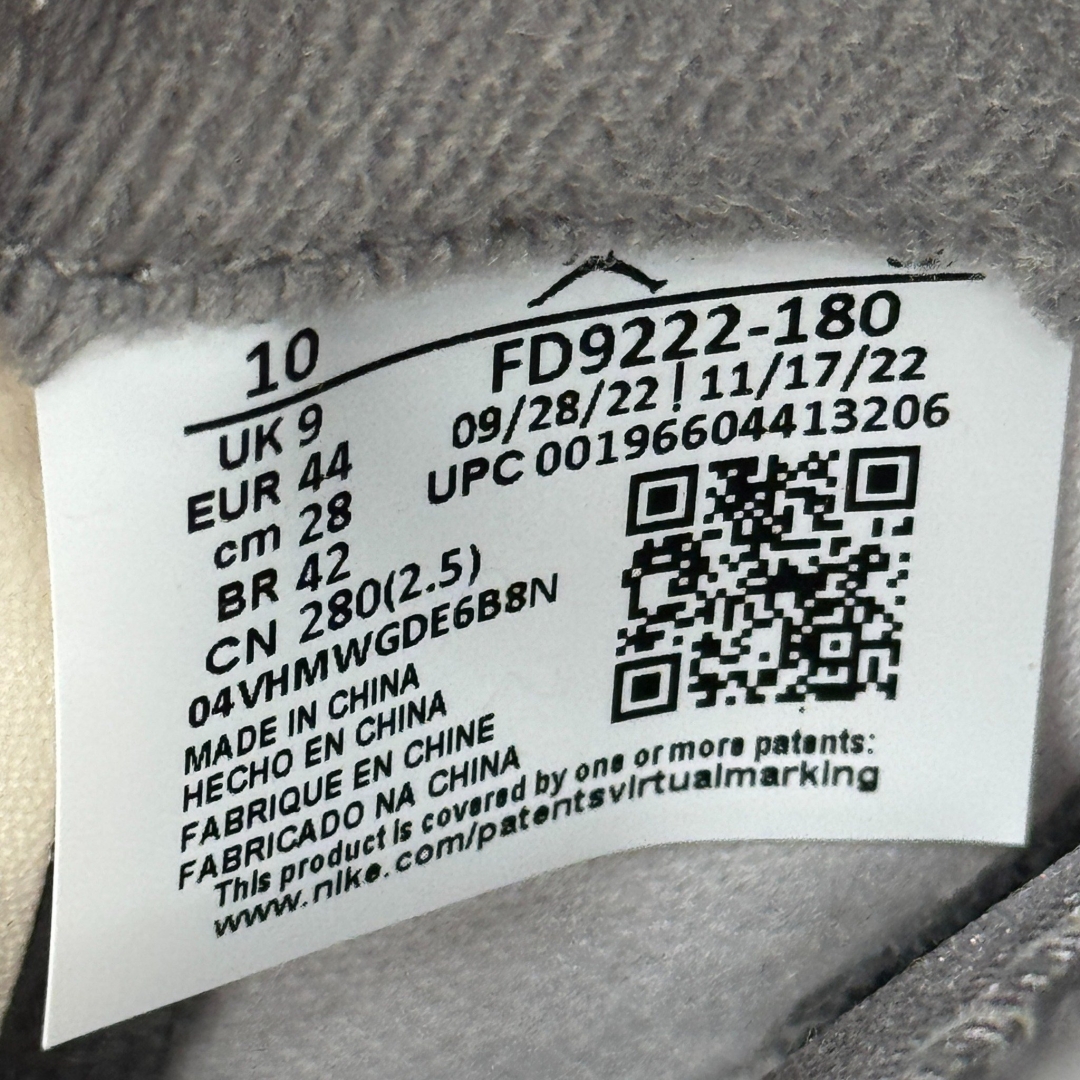 10
FD9222-180
UK 9
09/28/22 | 11/17/22
EUR 44
UPC 00196604413206
cm 28
BR 42
CN 280(2.5)
04VHMWGDE6B8N
MADE IN CHINA
HECHO EN CHINA
FABRIQUE EN CHINE
FABRICADO NA CHINA
This product is covered by one or more patents:
www.nike.com/patentsvirtualmarking